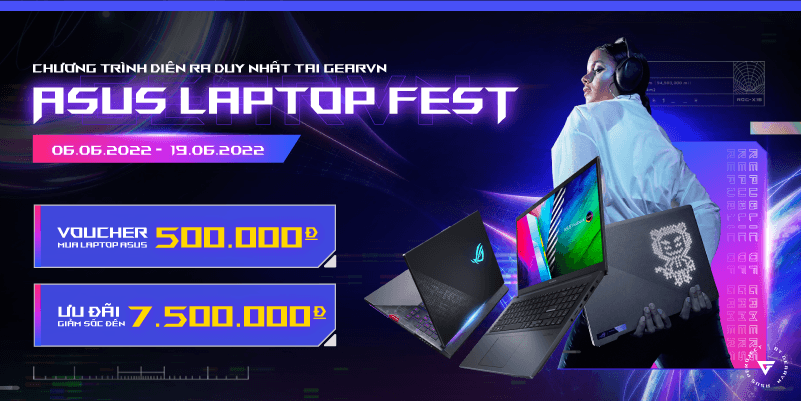 CHƯƠNG TRÌNH DIỄN RA DUY NHẤT TẠI GEARVN
ASUS LAPTOP FEST
06.06.2022 - 19.06.2022
VOUCHER
MUA LAPTOP ASUS
500.000Đ
ƯU ĐÃI
GIẢM SỐC ĐẾN
7.500.000Đ